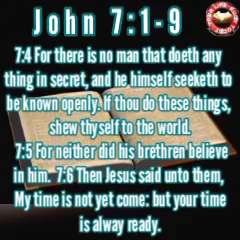 John 7:1-9
7:4 For there is no man that doeth any
thing in secret, and he himself seeketh to
be known openly. If thou do these things,
shew thyself to the world.
7:5 For neither did his brethren believe
in him. 7:6 Then Jesus said unto them,
My time is not yet come: but your time
is alway ready.